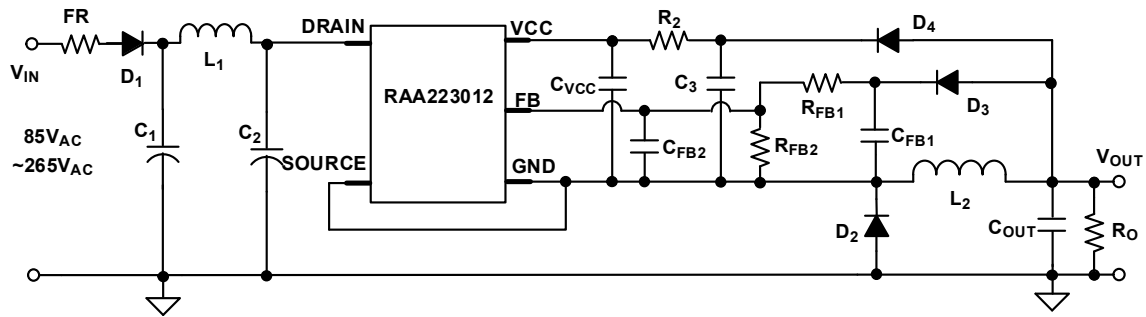 FR
D1
L1
VIN
85VAC
~265VAC
C1
C2
DRAIN
SOURCE
RAA223012
VCC
FB
GND
R2
CVCC
C3
D4
RFB1
D3
CFB2
RFB2
CFB1
L2
D2
VOUT
COUT
RO